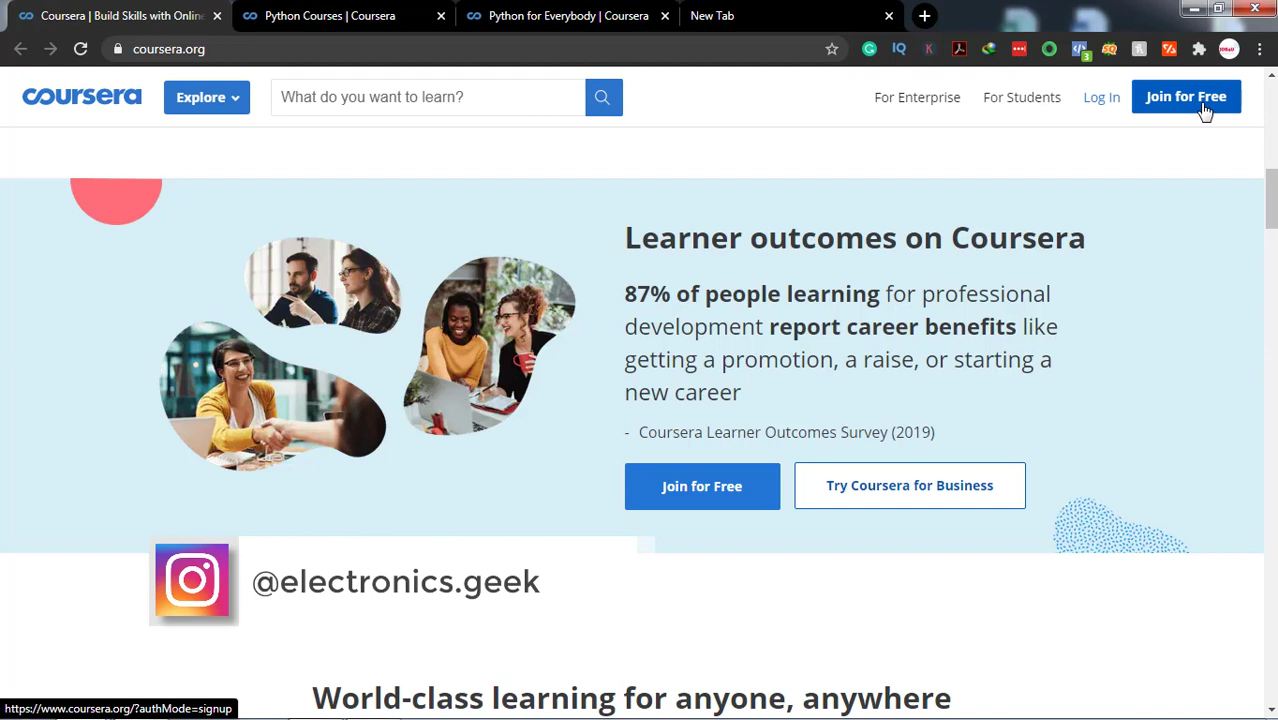 Coursera | Build Skills with Online
Python Courses | Coursera
Python for Everybody | Coursera
New Tab
coursera.org
IQ
3
coursera
Explore
What do you want to learn?
For Enterprise
For Students
Log In
Join for Free
Learner outcomes on Coursera
87% of people learning for professional
development report career benefits like
getting a promotion, a raise, or starting a
new career
- Coursera Learner Outcomes Survey (2019)
Join for Free
Try Coursera for Business
@electronics.geek
World-class learning for anyone, anywhere
https://www.coursera.org/?authMode=signup